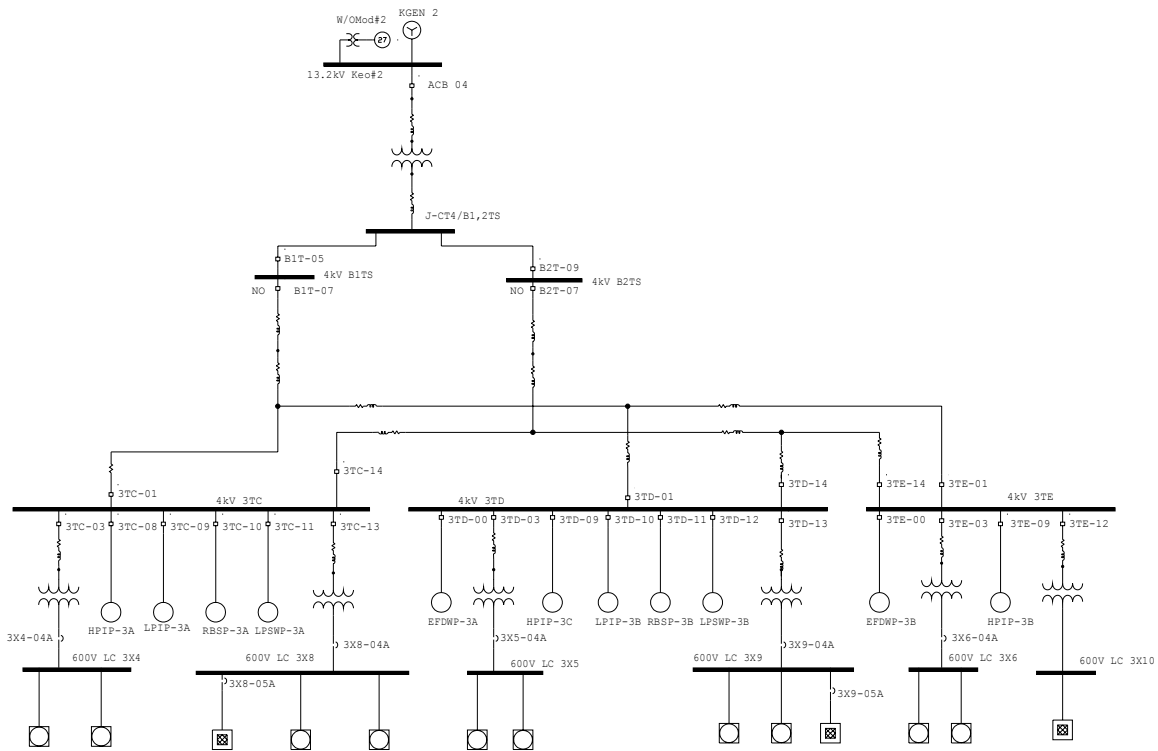 KGEN 2
W/OMod#2
27
13.2kV Keo#2
ACB 04
J-CT4/B1,2TS
B1T-05
4kV B1TS
B2T-09
4kV B2TS
NO B1T-07
NO B2T-07
3TC-14
3TC-01
3TD-01
3TD-14
3TE-14
3TE-01
4kV 3TC
4kV 3TD
4kV 3TE
3TC-03
3TC-08
3TC-09
3TC-10
3TC-11
3TC-13
3TD-00
3TD-03
3TD-09
3TD-10
3TD-11
3TD-12
3TD-13
3TE-00
3TE-03
3TE-09
3TE-12
HPIP-3A
LPIP-3A
RBSP-3A
LPSWP-3A
EFDWP-3A
HPIP-3C
LPIP-3B
RBSP-3B
LPSWP-3B
EFDWP-3B
HPIP-3B
3X4-04A
3X8-04A
3X5-04A
3X9-04A
3X6-04A
600V LC 3X4
600V LC 3X8
600V LC 3X5
600V LC 3X9
600V LC 3X6
600V LC 3X10
3X8-05A
3X9-05A